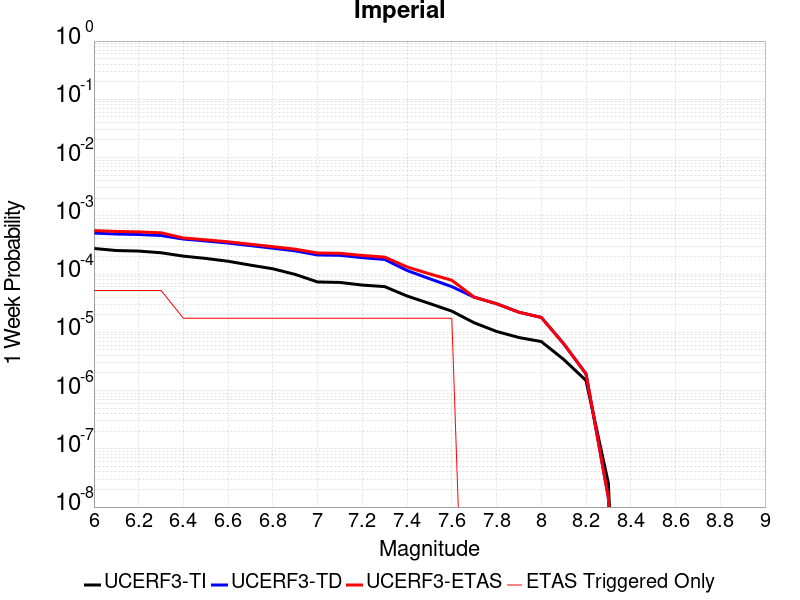 Imperial
10 0
10 -1
10 -2
10 -3
10 -4
10 -5
10 -6
10 -7
10 -8
1 Week Probability
6 6.2 6.4 6.6 6.8 7 7.2 7.4 7.6 7.8 8 8.2 8.4 8.6 8.8 9
Magnitude
UCERF3-TI UCERF3-TD UCERF3-ETAS ETAS Triggered Only